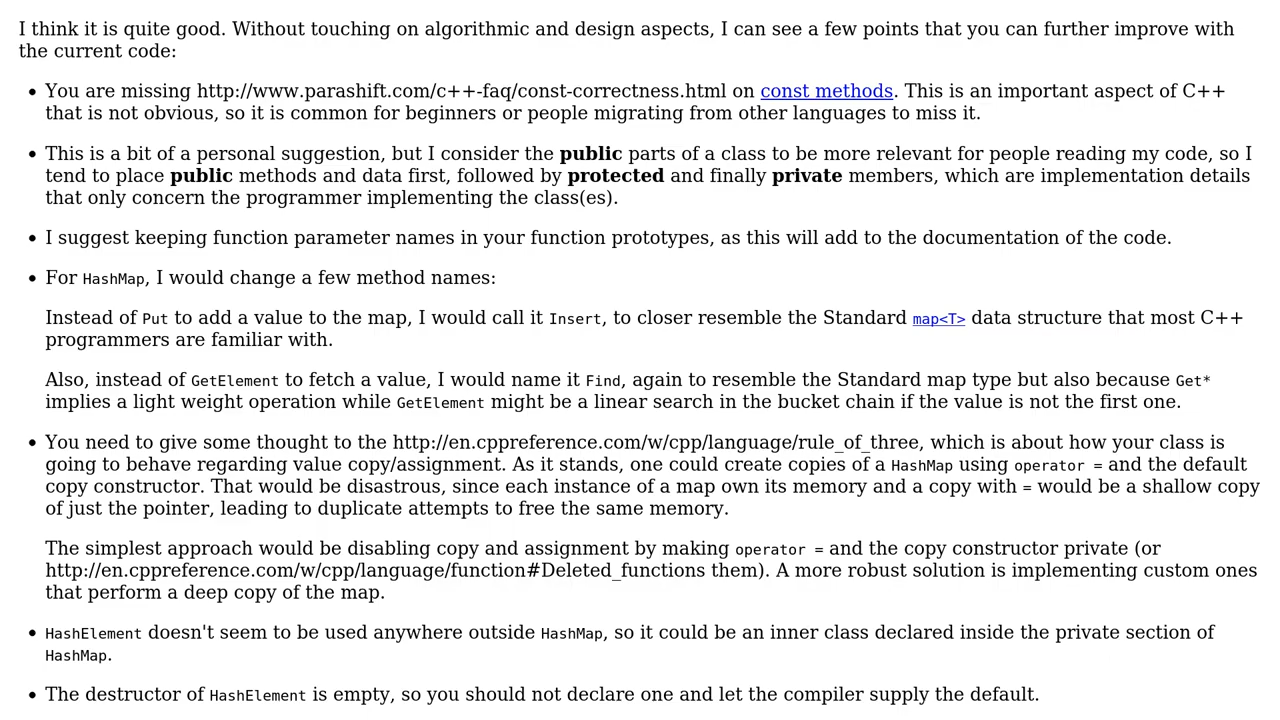 I think it is quite good. Without touching on algorithmic and design aspects, I can see a few points that you can further improve with
the current code:
• You are missing http://www.parashift.com/c++-faq/const-correctness.html on const methods. This is an important aspect of C++
that is not obvious, so it is common for beginners or people migrating from other languages to miss it.
• This is a bit of a personal suggestion, but I consider the public parts of a class to be more relevant for people reading my code, so I
tend to place public methods and data first, followed by protected and finally private members, which are implementation details
that only concern the programmer implementing the class(es).
• I suggest keeping function parameter names in your function prototypes, as this will add to the documentation of the code.
• For HashMap, I would change a few method names:
Instead of Put to add a value to the map, I would call it Insert, to closer resemble the Standard map<T> data structure that most C++
programmers are familiar with.
Also, instead of GetElement to fetch a value, I would name it Find, again to resemble the Standard map type but also because Get*
implies a light weight operation while GetElement might be a linear search in the bucket chain if the value is not the first one.
• You need to give some thought to the http://en.cppreference.com/w/cpp/language/rule_of_three, which is about how your class is
going to behave regarding value copy/assignment. As it stands, one could create copies of a HashMap using operator = and the default
copy constructor. That would be disastrous, since each instance of a map own its memory and a copy with = would be a shallow copy
of just the pointer, leading to duplicate attempts to free the same memory.
The simplest approach would be disabling copy and assignment by making operator = and the copy constructor private (or
http://en.cppreference.com/w/cpp/language/function#Deleted_functions them). A more robust solution is implementing custom ones
that perform a deep copy of the map.
• HashElement doesn't seem to be used anywhere outside HashMap, so it could be an inner class declared inside the private section of
HashMap.
• The destructor of HashElement is empty, so you should not declare one and let the compiler supply the default.